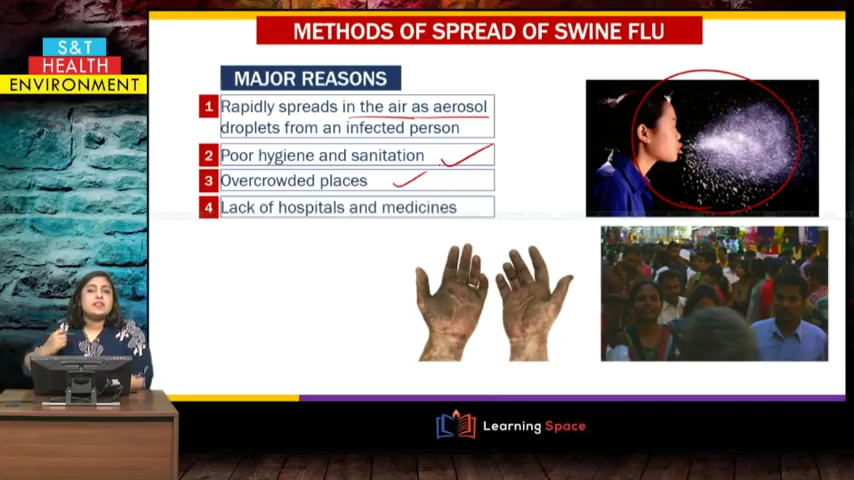 METHODS OF SPREAD OF SWINE FLU
S&T
HEALTH
ENVIRONMENT
MAJOR REASONS
1 Rapidly spreads in the air as aerosol
droplets from an infected person
2 Poor hygiene and sanitation
3 Overcrowded places
4 Lack of hospitals and medicines
Learning Space